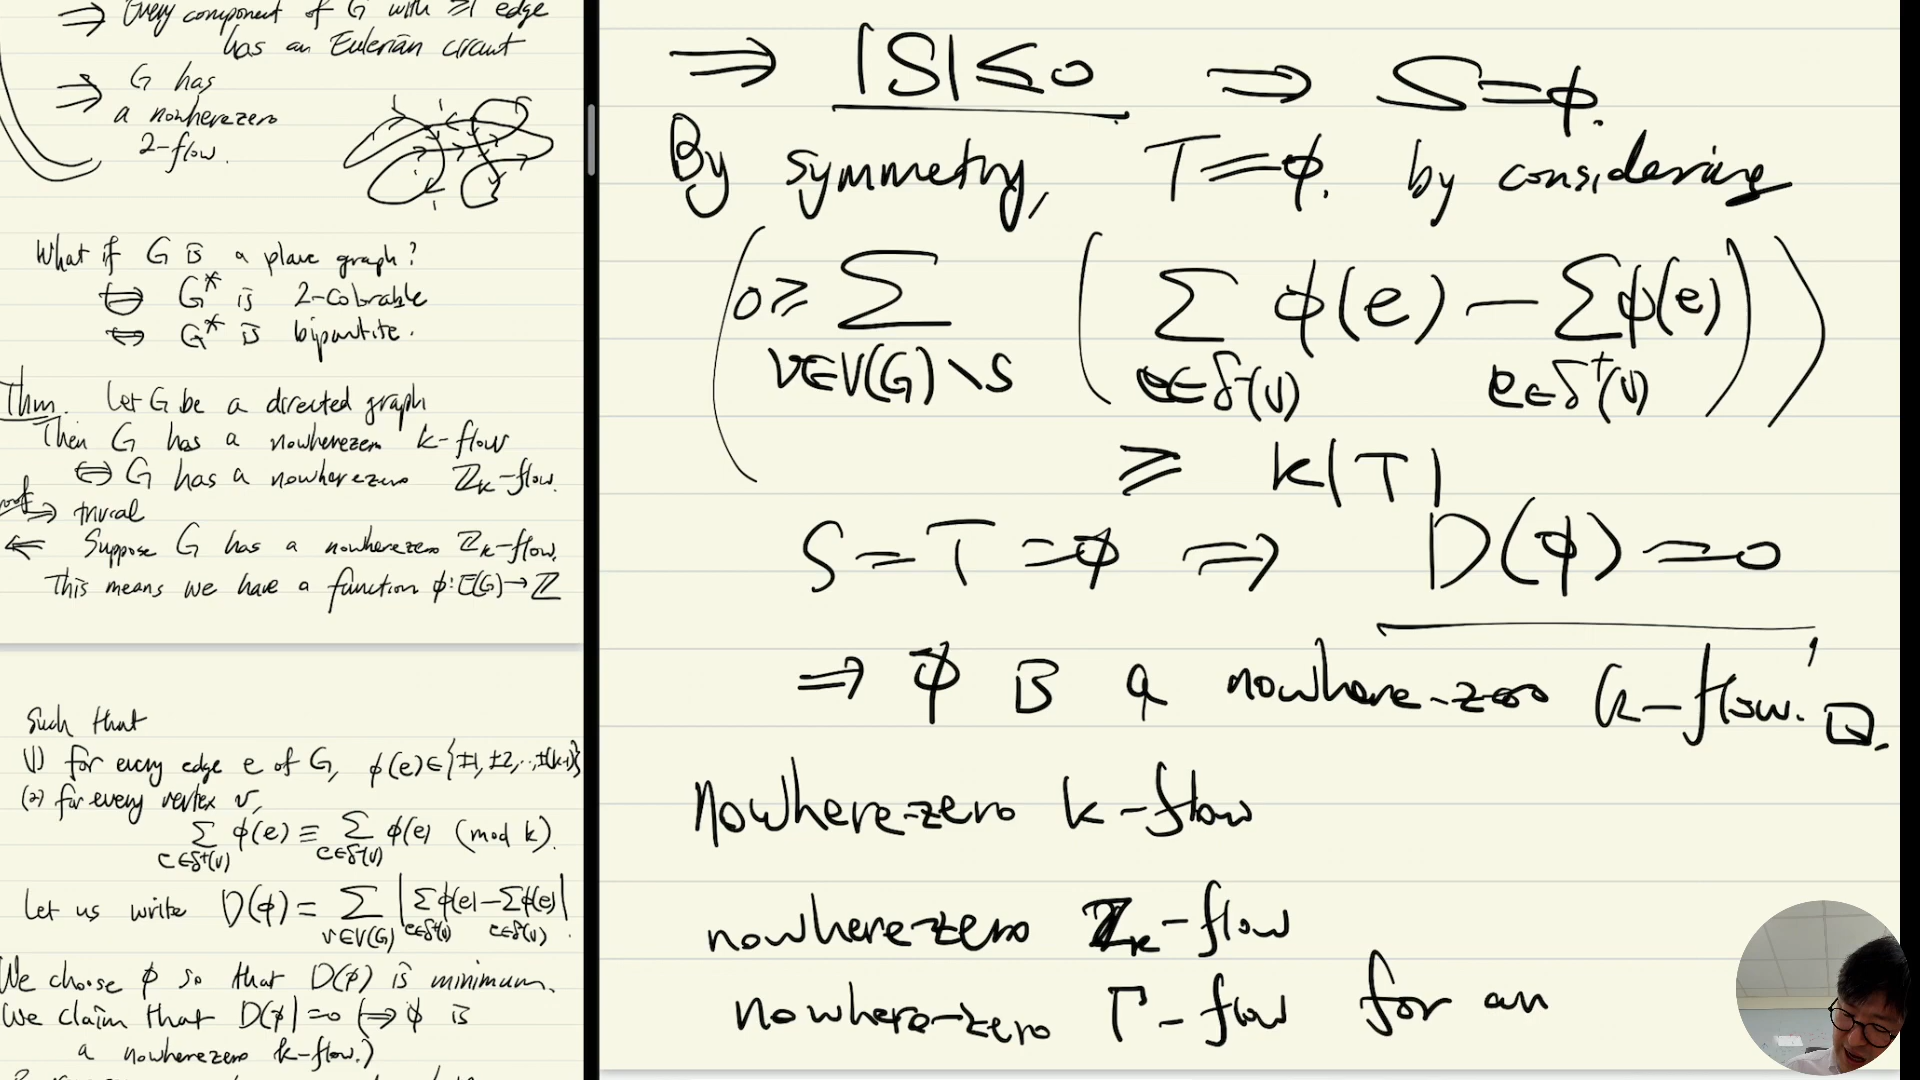 ⇒ Every component of G with ≥1 edge
has an Eulerian circuit
⇒ G has
a nowherezero
2-flow.
What if G is a plane graph?
⇔ G* is 2-colorable
⇔ G* is bipartite.
Thm. Let G be a directed graph
Then G has a nowherezero k-flow
⇔ G has a nowherezero ℤₖ-flow.
⇒ trivial
⇐ Suppose G has a nowherezero ℤₖ-flow.
This means we have a function ϕ:E(G)→ℤ
Such that
(1) for every edge e of G, ϕ(e)∈{±1,±2,..,±(k-1)}
(2) for every vertex v,
∑ ϕ(e) ≡ ∑ ϕ(e) (mod k).
e∈δ⁺(v) e∈δ⁻(v)
Let us write D(ϕ) = ∑ |∑ϕ(e)−∑ϕ(e)|.
v∈V(G) e∈δ⁺(v) e∈δ⁻(v)
We choose ϕ so that D(ϕ) is minimum.
We claim that D(ϕ)=0 (⇒ ϕ is
a nowherezero k-flow.)
⇒ |S| ≤ 0 ⇒ S=ϕ.
By symmetry, T=ϕ. by considering
(0≥ ∑ (∑ ϕ(e) − ∑ϕ(e)))
v∈V(G)\S e∈δ⁻(v) e∈δ⁺(v)
≥ k|T|
S=T=ϕ ⇒ D(ϕ)=0
⇒ ϕ is a nowhere-zero k-flow. □.
Nowhere-zero k-flow
nowhere-zero ℤₖ-flow
nowhere-zero Γ-flow for an